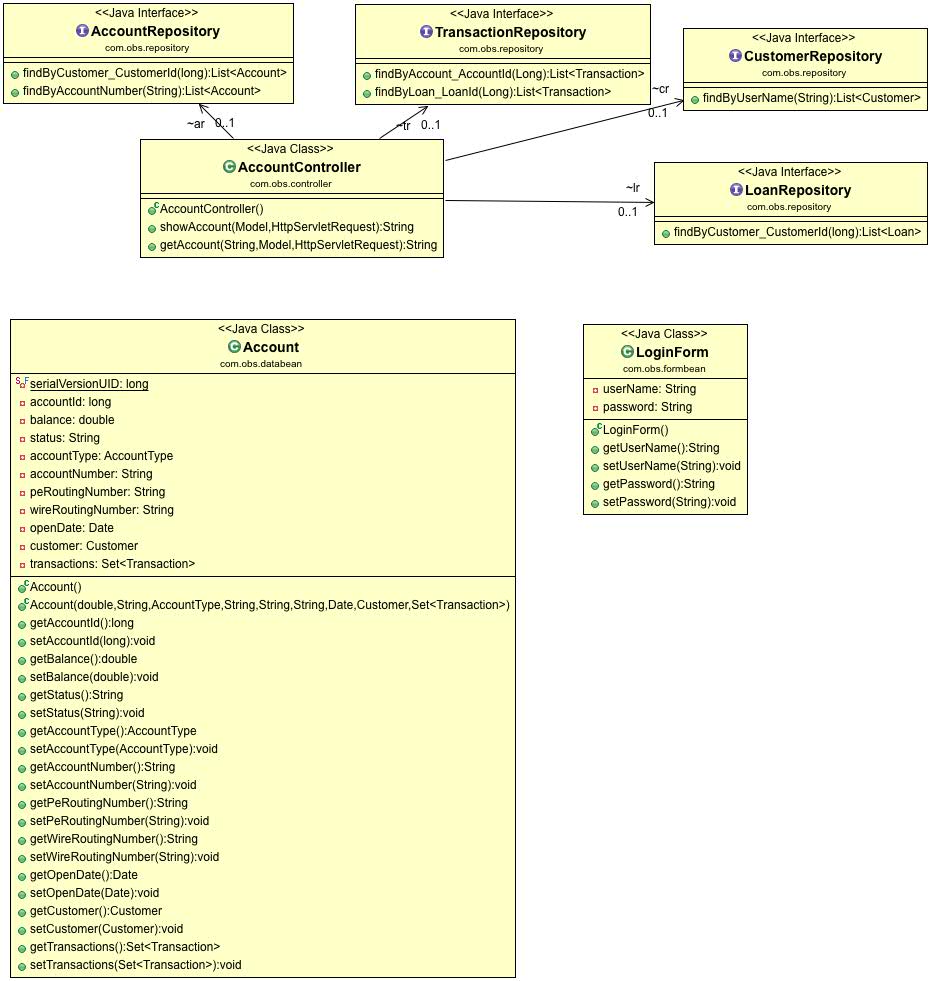 <<Java Interface>>
AccountRepository
com.obs.repository
findByCustomer_CustomerId(long):List<Account>
findByAccountNumber(String):List<Account>
<<Java Interface>>
TransactionRepository
com.obs.repository
findByAccount_AccountId(Long):List<Transaction>
findByLoan_LoanId(Long):List<Transaction>
<<Java Interface>>
CustomerRepository
com.obs.repository
findByUserName(String):List<Customer>
~ar
0..1
~tr
0..1
~cr
0..1
<<Java Class>>
AccountController
com.obs.controller
AccountController()
showAccount(Model,HttpServletRequest):String
getAccount(String,Model,HttpServletRequest):String
~lr
0..1
<<Java Interface>>
LoanRepository
com.obs.repository
findByCustomer_CustomerId(long):List<Loan>
<<Java Class>>
Account
com.obs.databean
serialVersionUID: long
accountId: long
balance: double
status: String
accountType: AccountType
accountNumber: String
peRoutingNumber: String
wireRoutingNumber: String
openDate: Date
customer: Customer
transactions: Set<Transaction>
Account()
Account(double,String,AccountType,String,String,String,Date,Customer,Set<Transaction>)
getAccountId():long
setAccountId(long):void
getBalance():double
setBalance(double):void
getStatus():String
setStatus(String):void
getAccountType():AccountType
setAccountType(AccountType):void
getAccountNumber():String
setAccountNumber(String):void
getPeRoutingNumber():String
setPeRoutingNumber(String):void
getWireRoutingNumber():String
setWireRoutingNumber(String):void
getOpenDate():Date
setOpenDate(Date):void
getCustomer():Customer
setCustomer(Customer):void
getTransactions():Set<Transaction>
setTransactions(Set<Transaction>):void
<<Java Class>>
LoginForm
com.obs.formbean
userName: String
password: String
LoginForm()
getUserName():String
setUserName(String):void
getPassword():String
setPassword(String):void